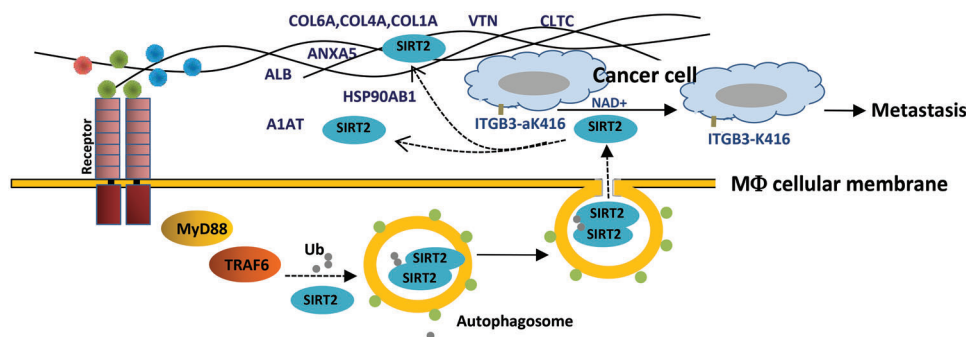 COL6A,COL4A,COL1A
VTN
CLTC
SIRT2
ANXA5
ALB
Cancer cell
HSP90AB1
NAD+
ITGB3-aK416
Metastasis
A1AT
SIRT2
SIRT2
ITGB3-K416
Receptor
MΦ cellular membrane
MyD88
SIRT2
SIRT2
Ub
TRAF6
SIRT2
SIRT2
SIRT2
Autophagosome